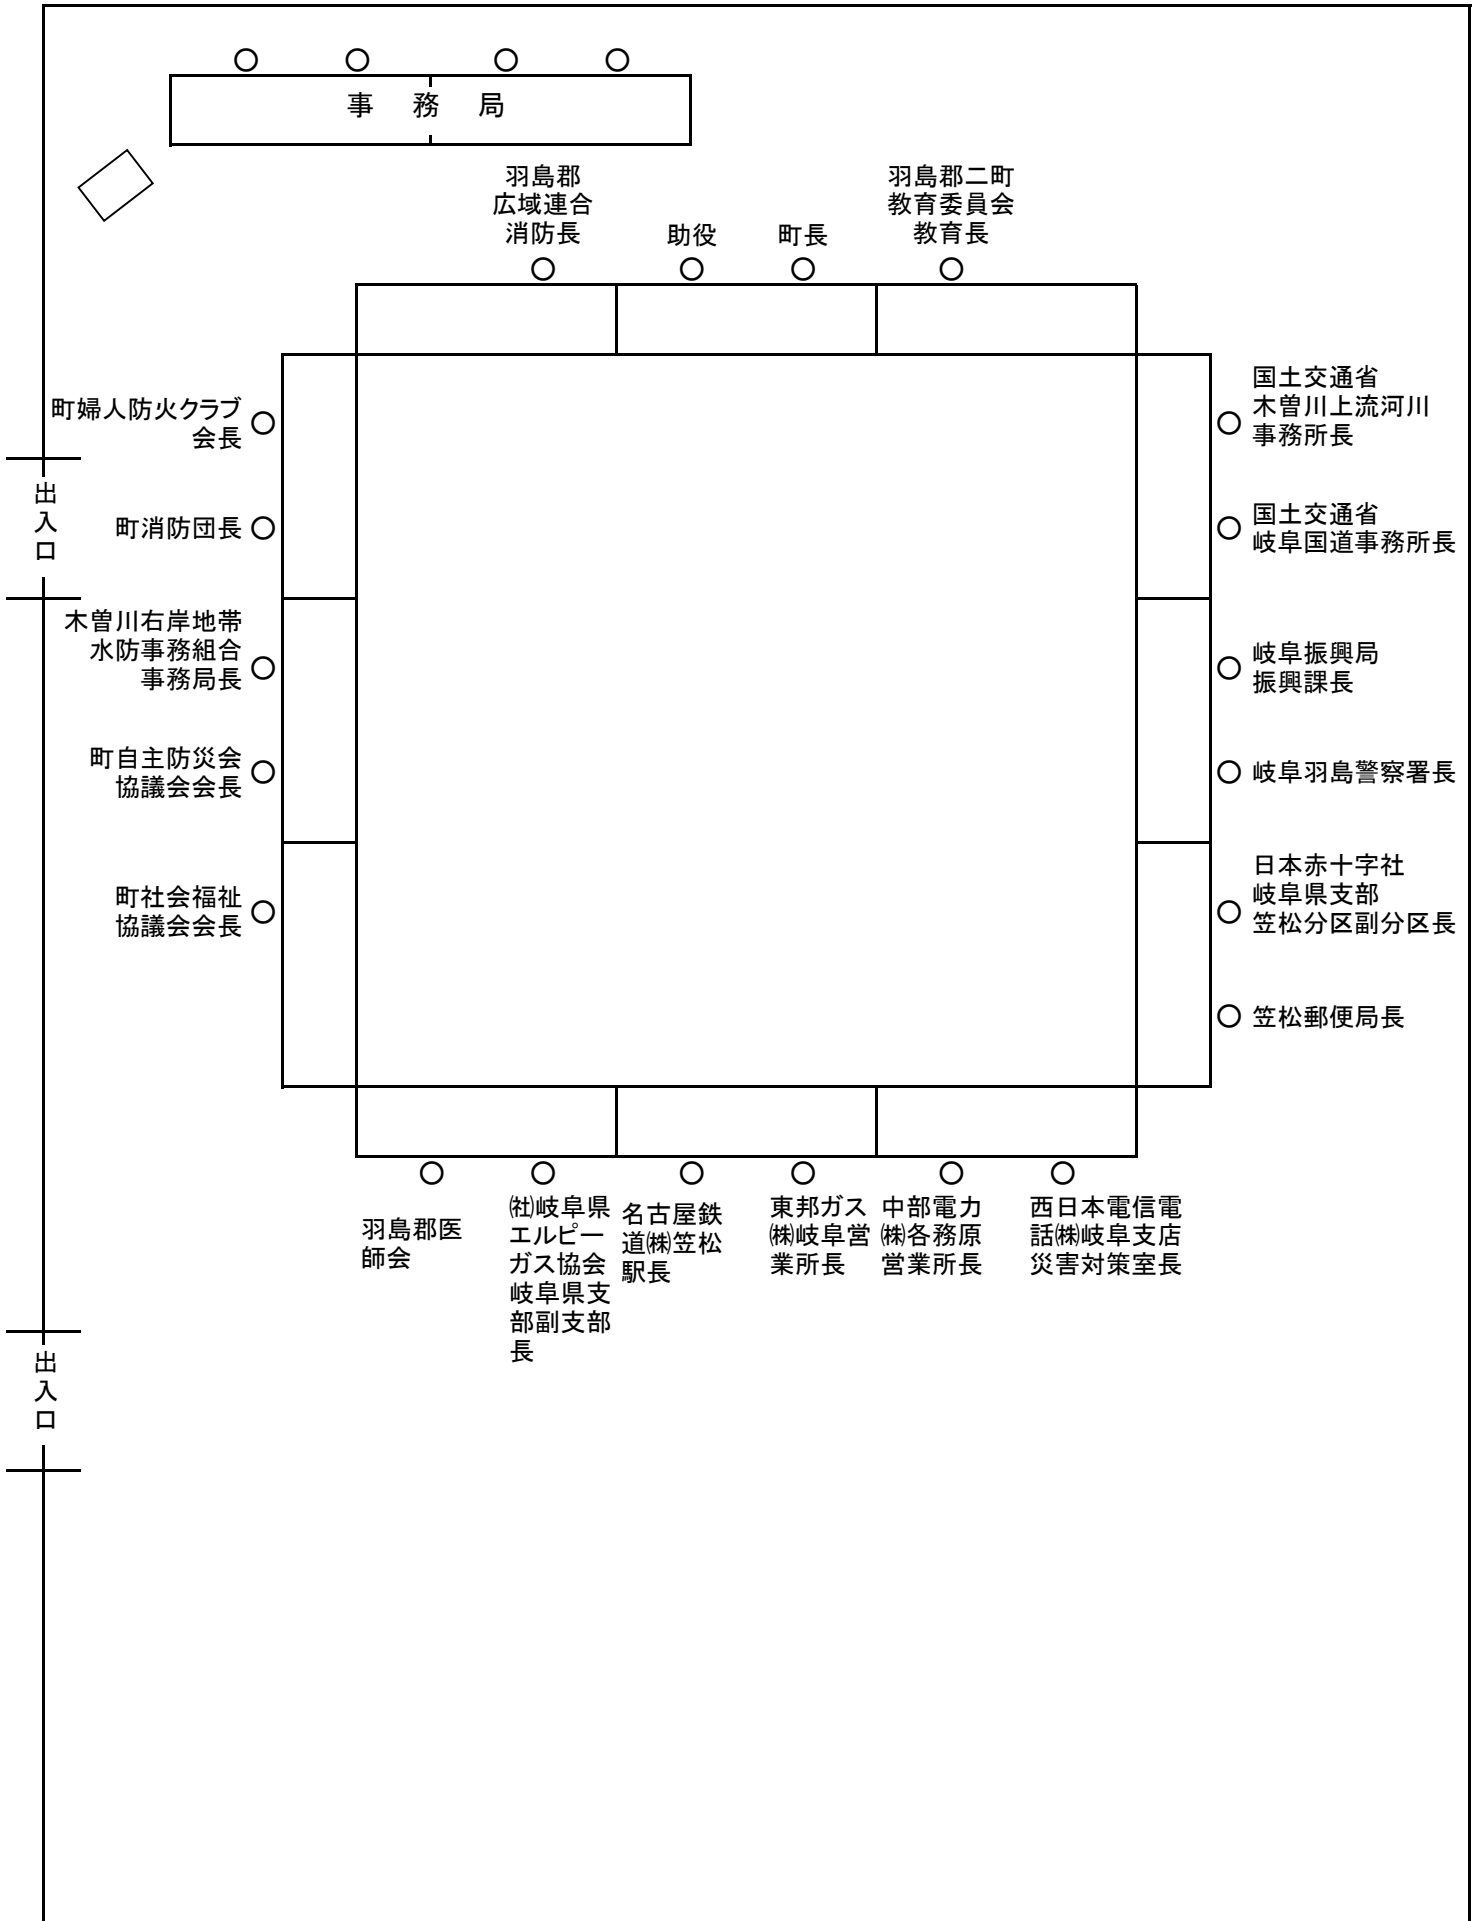 事務局
羽島郡
広域連合
消防長
助役
町長
羽島郡二町
教育委員会
教育長
町婦人防火クラブ
会長
町消防団長
木曽川右岸地帯
水防事務組合
事務局長
町自主防災会
協議会会長
町社会福祉
協議会会長
出入口
出入口
国土交通省
木曽川上流河川
事務所長
国土交通省
岐阜国道事務所長
岐阜振興局
振興課長
岐阜羽島警察署長
日本赤十字社
岐阜県支部
笠松分区副分区長
笠松郵便局長
羽島郡医
師会
㈳岐阜県
エルピー
ガス協会
岐阜県支
部副支部
長
名古屋鉄
道㈱笠松
駅長
東邦ガス
㈱岐阜営
業所長
中部電力
㈱各務原
営業所長
西日本電信電
話㈱岐阜支店
災害対策室長